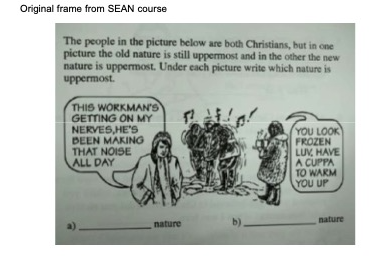 Original frame from SEAN course
The people in the picture below are both Christians, but in one
picture the old nature is still uppermost and in the other the new
nature is uppermost. Under each picture write which nature is
uppermost.
THIS WORKMAN'S
GETTING ON MY
NERVES, HE'S
BEEN MAKING
THAT NOISE
ALL DAY
YOU LOOK
FROZEN
LUV, HAVE
A CUPPA
TO WARM
YOU UP
a) ____________ nature
b) ____________ nature